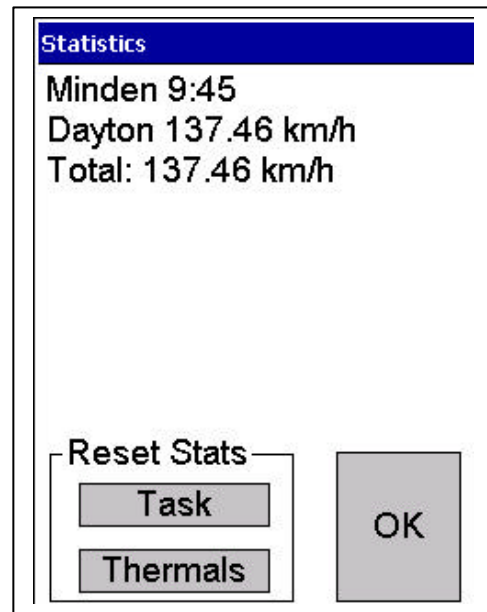 Statistics
Minden 9:45
Dayton 137.46 km/h
Total: 137.46 km/h
Reset Stats
Task
Thermals
OK